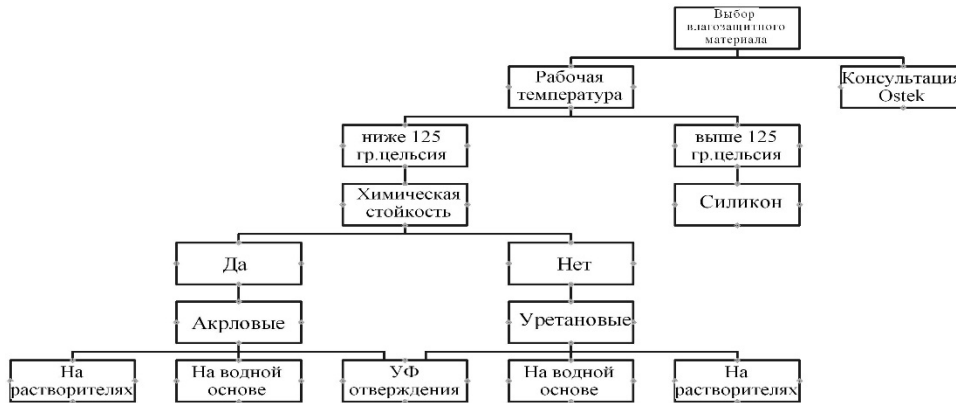 Выбор
влагозащитного
материала
Рабочая
температура
Консультация
Ostek
ниже 125
гр.цельсия
выше 125
гр.цельсия
Химическая
стойкость
Силикон
Да
Нет
Акрловые
Уретановые
На
растворителях
На водной
основе
УФ
отверждения
На водной
основе
На
растворителях